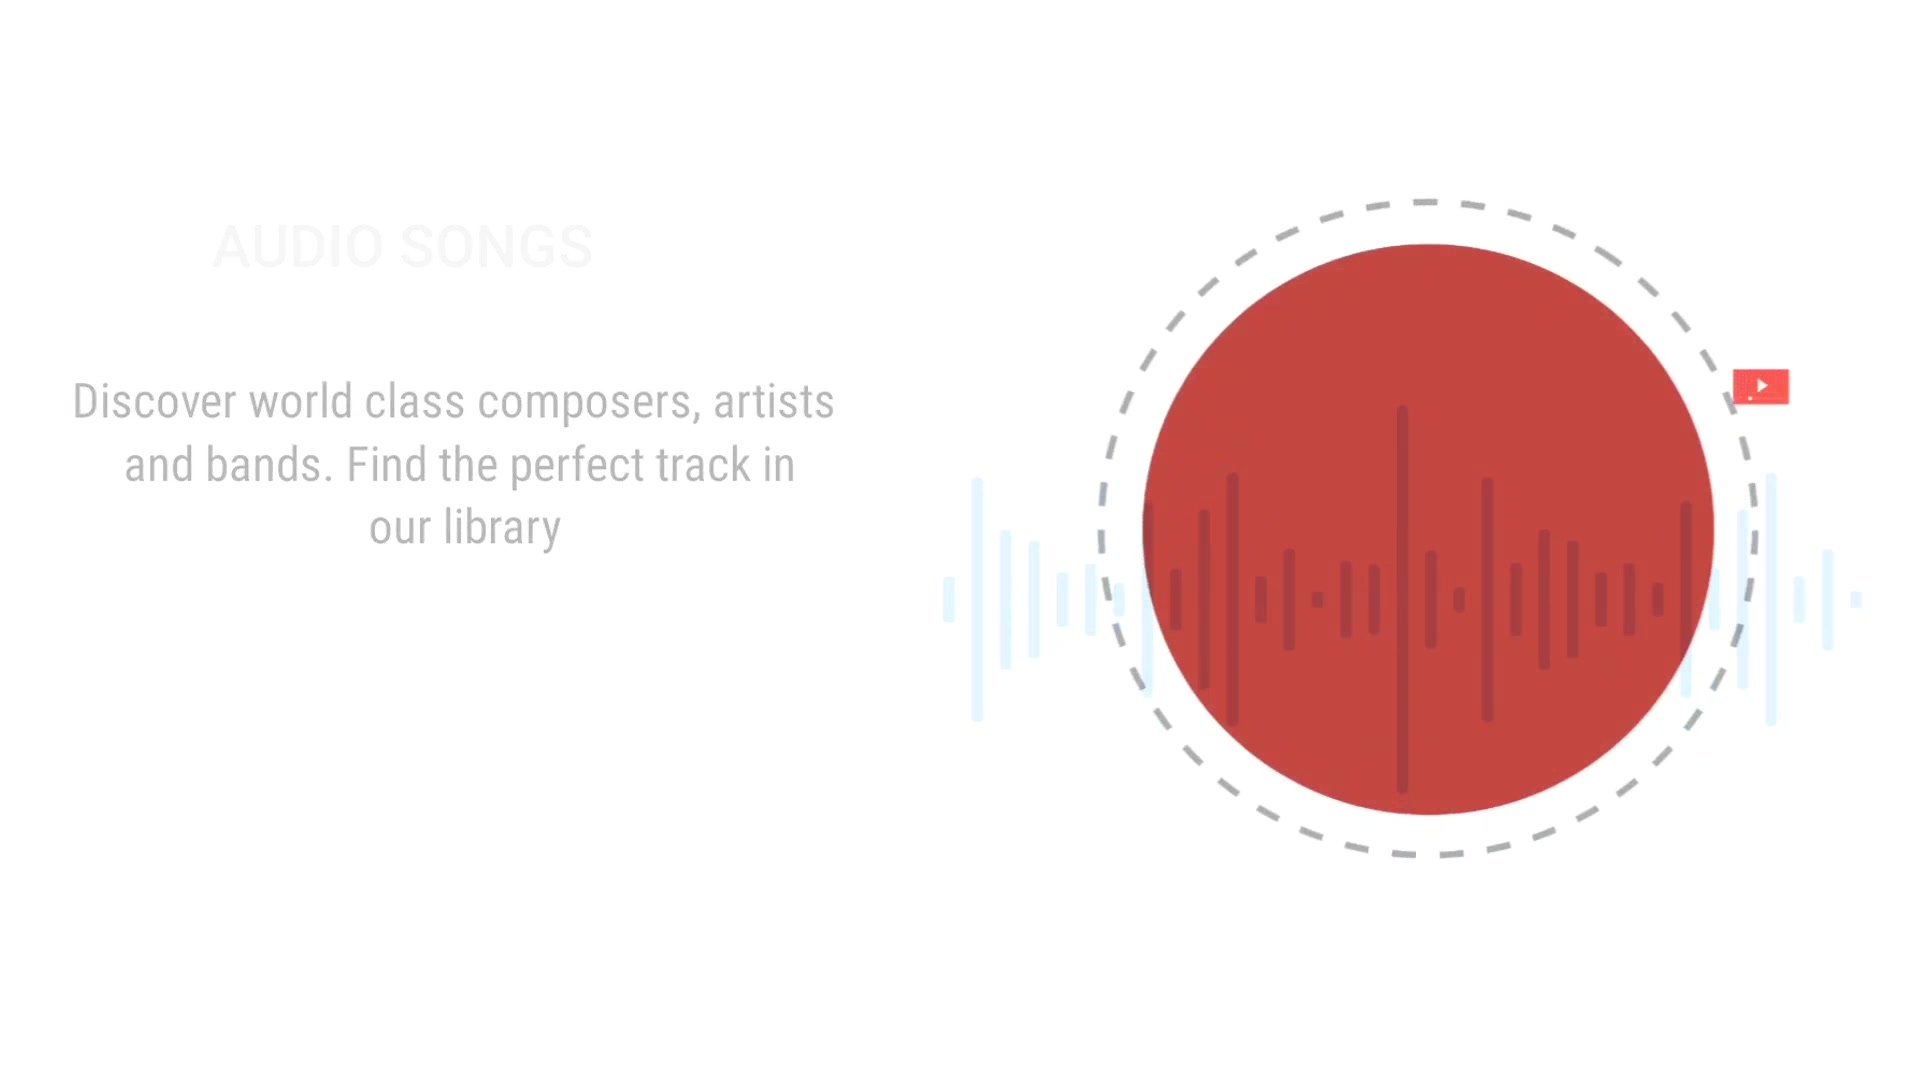 AUDIO SONGS
Discover world class composers, artists
and bands. Find the perfect track in
our library